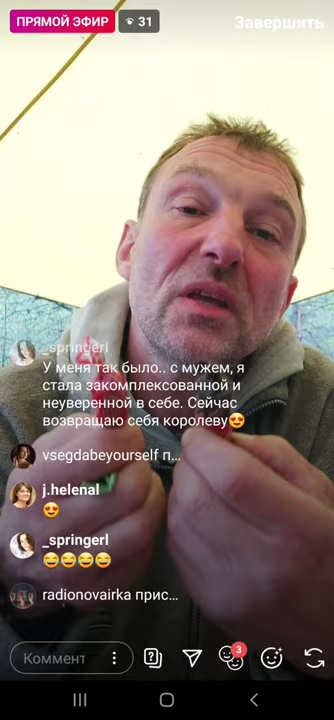 ПРЯМОЙ ЭФИР
31
Завершить
_springerl
У меня так было.. с мужем, я
стала закомплексованной и
неуверенной в себе. Сейчас
возвращаю себя королеву😍
vsegdabeyourself п...
j.helenal
😍
_springerl
😂😂😂😂
radionovairka прис...
Коммент
3